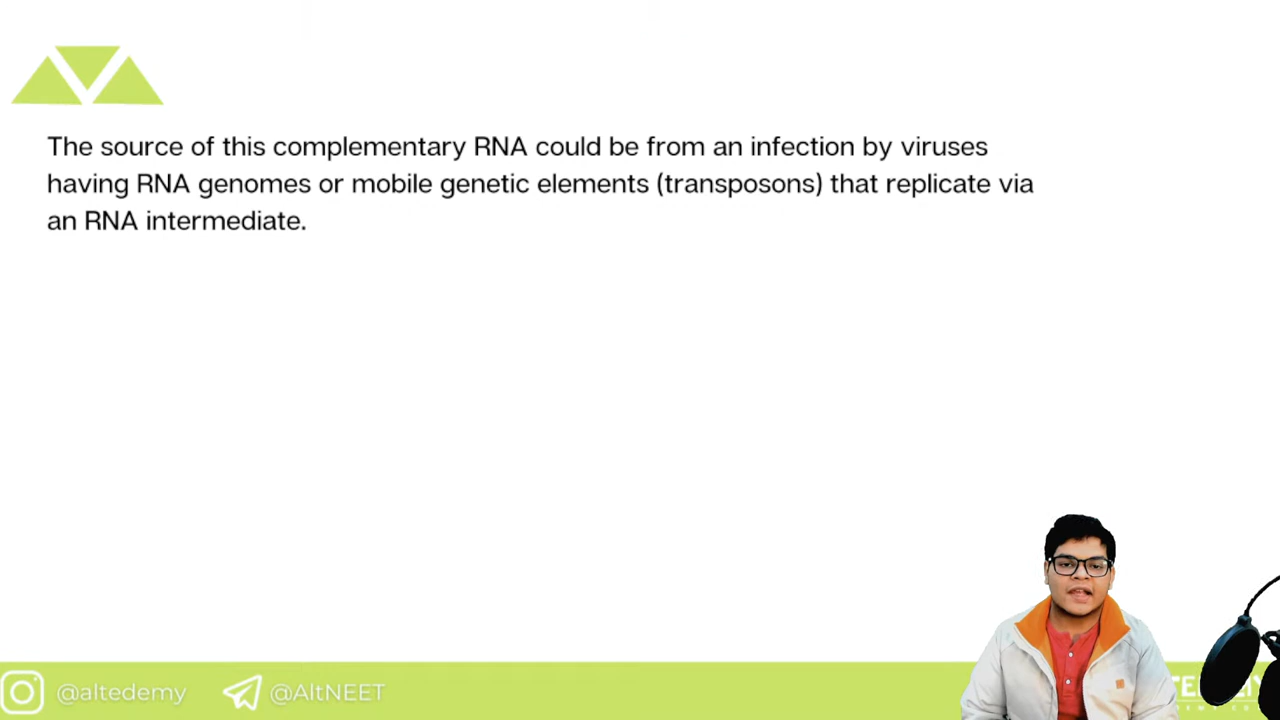 The source of this complementary RNA could be from an infection by viruses
having RNA genomes or mobile genetic elements (transposons) that replicate via
an RNA intermediate.
@altedemy @AltNEET